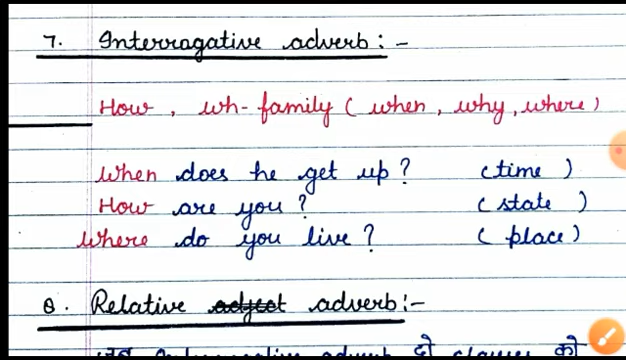 7. Interragative adverb : -
How , wh-family ( when , why , where )
When does he get up ? ( time )
How are you ? ( state )
Where do you live ? ( place )
8. Relative adject adverb :-
दो clauses को